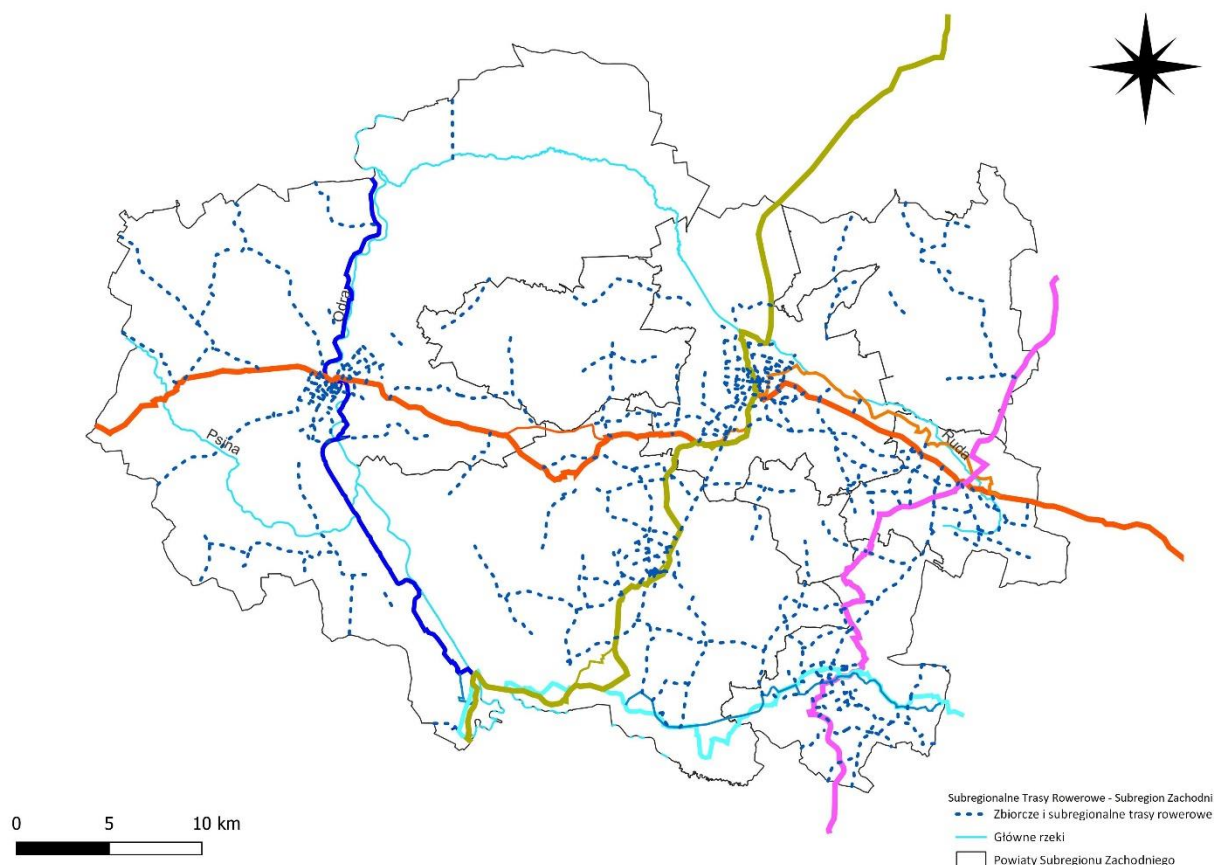 Odra
Psina
Ruda
0 5 10 km
Subregionalne Trasy Rowerowe - Subregion Zachodni
Zbiorcze i subregionalne trasy rowerowe
Główne rzeki
Powiaty Subregionu Zachodniego